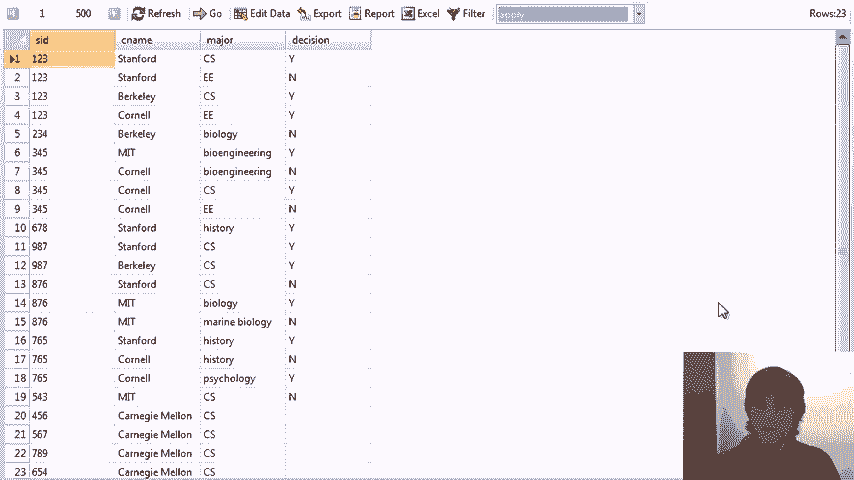 1 500 Refresh Go Edit Data Export Report Excel Filter apply Rows:23
sid cname major decision
1 123 Stanford CS Y
2 123 Stanford EE N
3 123 Berkeley CS Y
4 123 Cornell EE Y
5 234 Berkeley biology N
6 345 MIT bioengineering Y
7 345 Cornell bioengineering N
8 345 Cornell CS Y
9 345 Cornell EE N
10 678 Stanford history Y
11 987 Stanford CS Y
12 987 Berkeley CS Y
13 876 Stanford CS N
14 876 MIT biology Y
15 876 MIT marine biology N
16 765 Stanford history Y
17 765 Cornell history N
18 765 Cornell psychology Y
19 543 MIT CS N
20 456 Carnegie Mellon CS
21 567 Carnegie Mellon CS
22 789 Carnegie Mellon CS
23 654 Carnegie Mellon CS